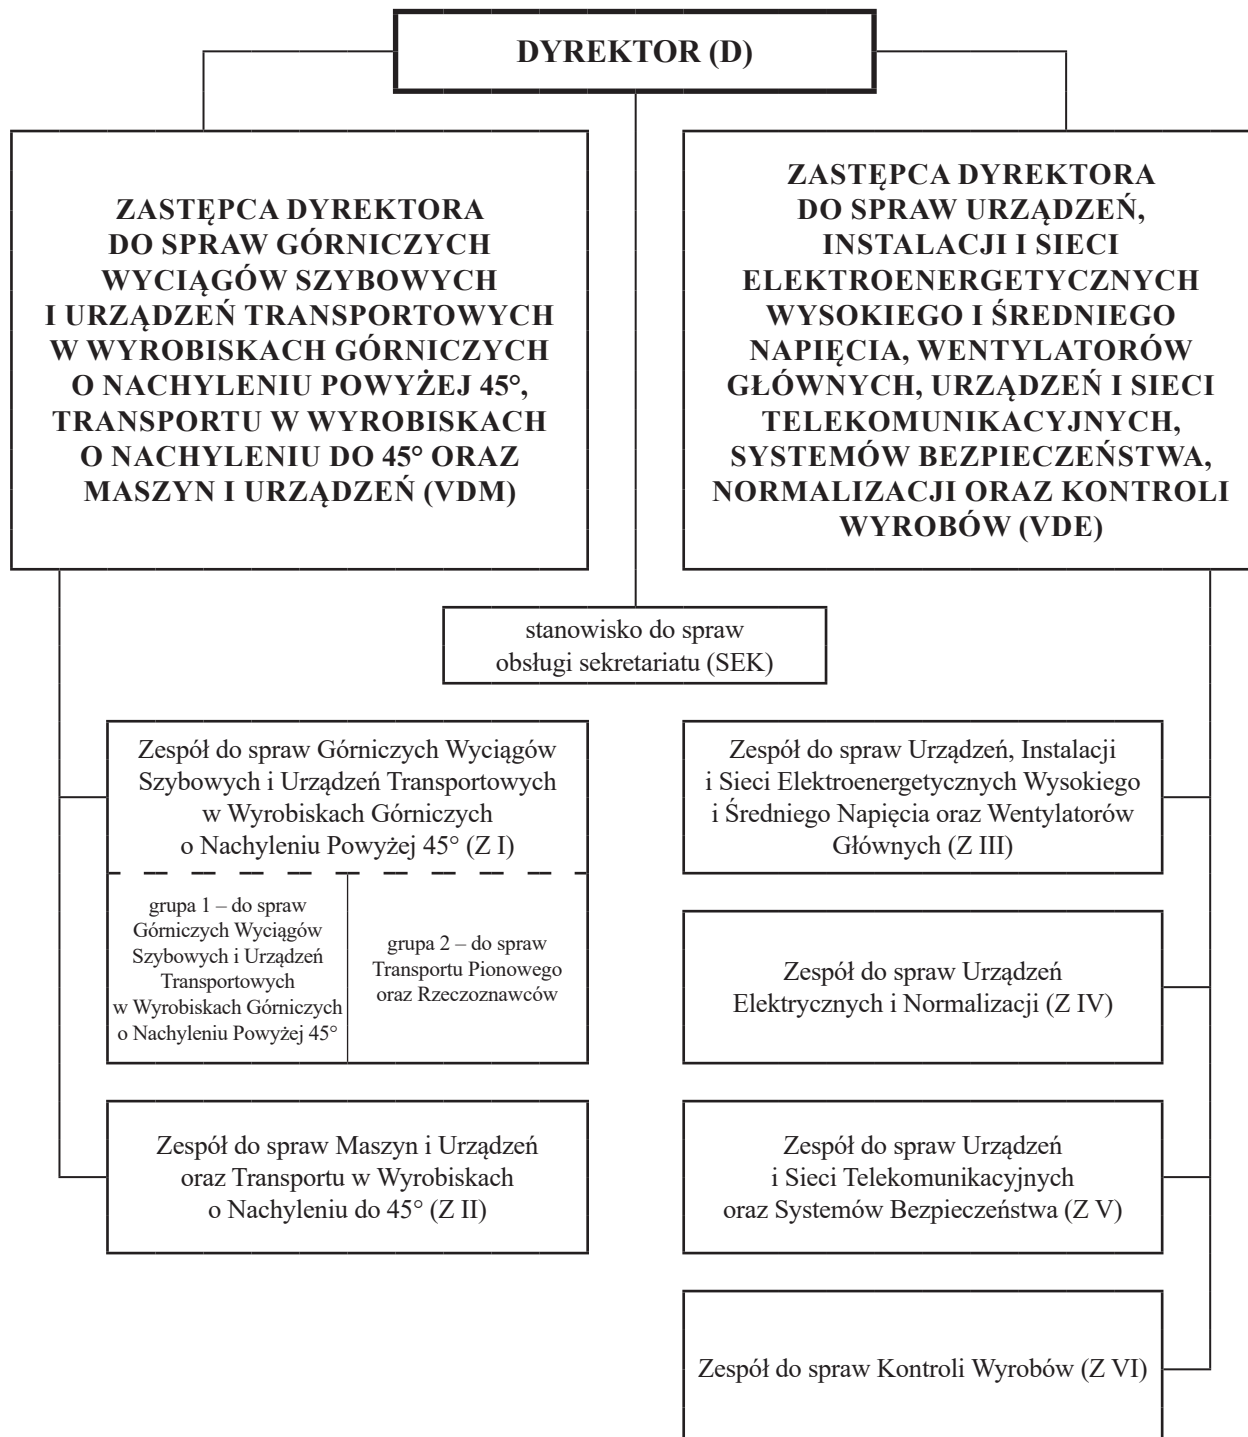 DYREKTOR (D)
ZASTĘPCA DYREKTORA
DO SPRAW GÓRNICZYCH
WYCIĄGÓW SZYBOWYCH
I URZĄDZEŃ TRANSPORTOWYCH
W WYROBISKACH GÓRNICZYCH
O NACHYLENIU POWYŻEJ 45°,
TRANSPORTU W WYROBISKACH
O NACHYLENIU DO 45° ORAZ
MASZYN I URZĄDZEŃ (VDM)
ZASTĘPCA DYREKTORA
DO SPRAW URZĄDZEŃ,
INSTALACJI I SIECI
ELEKTROENERGETYCZNYCH
WYSOKIEGO I ŚREDNIEGO
NAPIĘCIA, WENTYLATORÓW
GŁÓWNYCH, URZĄDZEŃ I SIECI
TELEKOMUNIKACYJNYCH,
SYSTEMÓW BEZPIECZEŃSTWA,
NORMALIZACJI ORAZ KONTROLI
WYROBÓW (VDE)
stanowisko do spraw
obsługi sekretariatu (SEK)
Zespół do spraw Górniczych Wyciągów
Szybowych i Urządzeń Transportowych
w Wyrobiskach Górniczych
o Nachyleniu Powyżej 45° (Z I)
grupa 1 – do spraw
Górniczych Wyciągów
Szybowych i Urządzeń
Transportowych
w Wyrobiskach Górniczych
o Nachyleniu Powyżej 45°
grupa 2 – do spraw
Transportu Pionowego
oraz Rzeczoznawców
Zespół do spraw Maszyn i Urządzeń
oraz Transportu w Wyrobiskach
o Nachyleniu do 45° (Z II)
Zespół do spraw Urządzeń, Instalacji
i Sieci Elektroenergetycznych Wysokiego
i Średniego Napięcia oraz Wentylatorów
Głównych (Z III)
Zespół do spraw Urządzeń
Elektrycznych i Normalizacji (Z IV)
Zespół do spraw Urządzeń
i Sieci Telekomunikacyjnych
oraz Systemów Bezpieczeństwa (Z V)
Zespół do spraw Kontroli Wyrobów (Z VI)